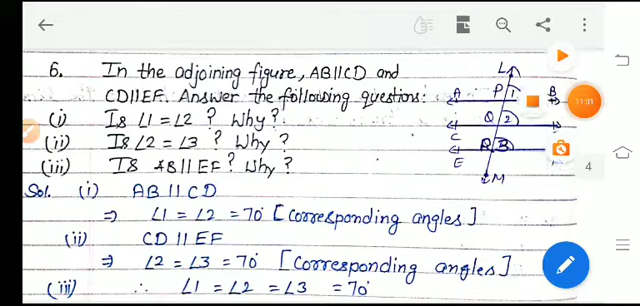 6. In the adjoining figure, AB||CD and
CD||EF. Answer the following questions:
(i) Is ∠1 = ∠2 ? Why?
(ii) Is ∠2 = ∠3 ? Why?
(iii) Is AB||EF? Why?
L
A P 1 B
11:01
Q 2
C
R 3
E
M
4
Sol. (i) AB||CD
⇒ ∠1 = ∠2 = 70° [corresponding angles]
(ii) CD||EF
⇒ ∠2 = ∠3 = 70° [corresponding angles]
(iii) ∴ ∠1 = ∠2 = ∠3 = 70°